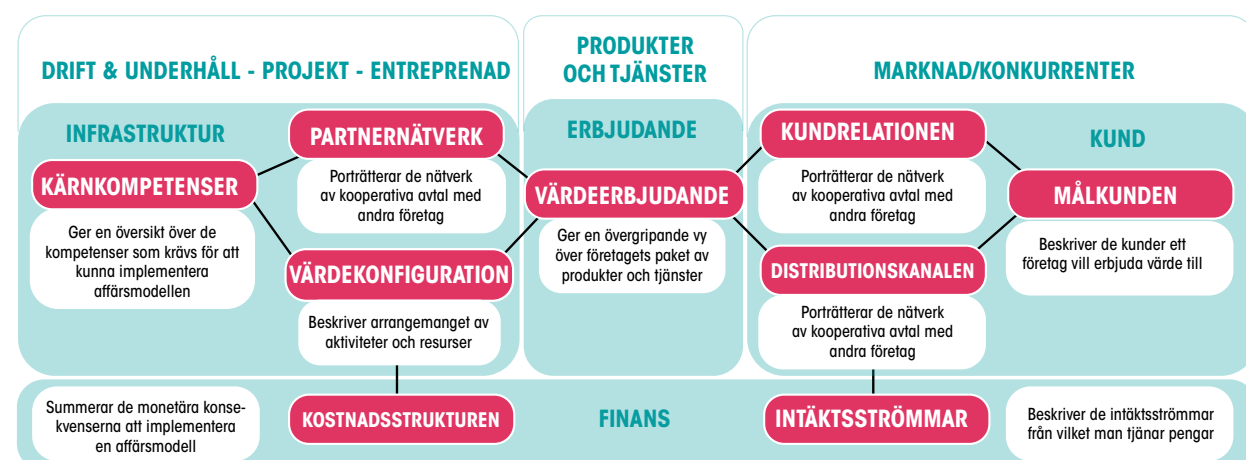 DRIFT & UNDERHÅLL - PROJEKT - ENTREPRENAD
INFRASTRUKTUR
KÄRNKOMPETENSER
Ger en översikt över de
kompetenser som krävs för att
kunna implementera
affärsmodellen
PARTNERNÄTVERK
Porträtterar de nätverk
av kooperativa avtal med
andra företag
VÄRDEKONFIGURATION
Beskriver arrangemanget av
aktiviteter och resurser
PRODUKTER
OCH TJÄNSTER
ERBJUDANDE
VÄRDEERBJUDANDE
Ger en övergripande vy
över företagets paket av
produkter och tjänster
MARKNAD/KONKURRENTER
KUNDRELATIONEN
Porträtterar de nätverk
av kooperativa avtal med
andra företag
DISTRIBUTIONSKANALEN
Porträtterar de nätverk
av kooperativa avtal med
andra företag
KUND
MÅLKUNDEN
Beskriver de kunder ett
företag vill erbjuda värde till
Summerar de monetära konse-
kvenserna att implementera
en affärsmodell
KOSTNADSSTRUKTUREN
FINANS
INTÄKTSSTRÖMMAR
Beskriver de intäktsströmmar
från vilket man tjänar pengar